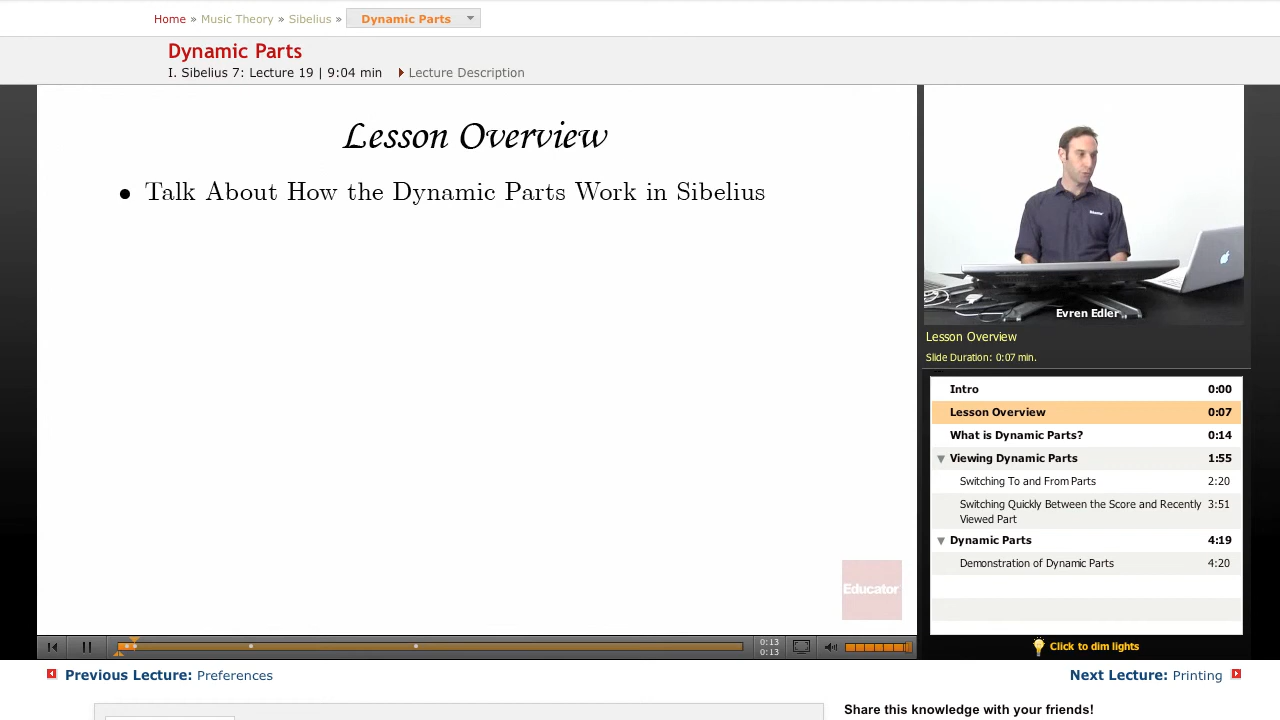 Home » Music Theory » Sibelius » Dynamic Parts
Dynamic Parts
I. Sibelius 7: Lecture 19 | 9:04 min Lecture Description
Lesson Overview
• Talk About How the Dynamic Parts Work in Sibelius
Educator
Evren Edler
Lesson Overview
Slide Duration: 0:07 min.
Intro 0:00
Lesson Overview 0:07
What is Dynamic Parts? 0:14
Viewing Dynamic Parts 1:55
Switching To and From Parts 2:20
Switching Quickly Between the Score and Recently 3:51
Viewed Part
Dynamic Parts 4:19
Demonstration of Dynamic Parts 4:20
0:13
0:13
Click to dim lights
Previous Lecture: Preferences
Next Lecture: Printing
Share this knowledge with your friends!